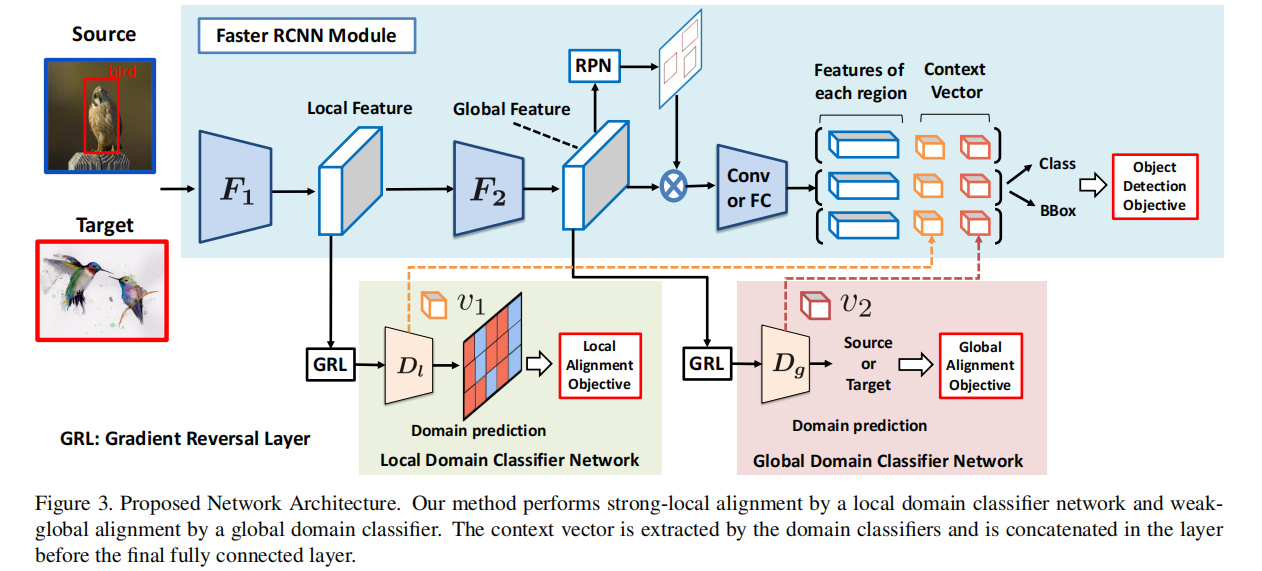 Source
Faster RCNN Module
bird
RPN
Features of
each region
Context
Vector
Local Feature
Global Feature
F1
F2
Conv
or FC
Class
BBox
Object
Detection
Objective
Target
v1
v2
GRL
Dl
Local
Alignment
Objective
GRL
Dg
Source
or
Target
Global
Alignment
Objective
Domain prediction
Domain prediction
GRL: Gradient Reversal Layer
Local Domain Classifier Network
Global Domain Classifier Network
Figure 3. Proposed Network Architecture. Our method performs strong-local alignment by a local domain classifier network and weak-
global alignment by a global domain classifier. The context vector is extracted by the domain classifiers and is concatenated in the layer
before the final fully connected layer.